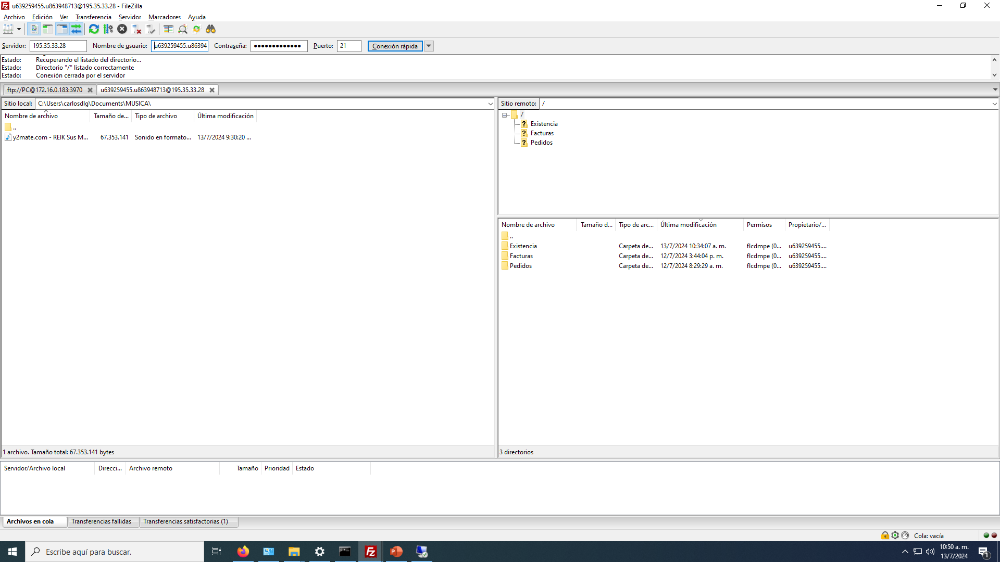 u639259455.u863948713@195.35.33.28 - FileZilla
Archivo Edición Ver Transferencia Servidor Marcadores Ayuda
Servidor: 195.35.33.28 Nombre de usuario: u639259455.u86394 Contraseña: ●●●●●●●●●●●●● Puerto: 21 Conexión rápida
Estado: Recuperando el listado del directorio...
Estado: Directorio "/" listado correctamente
Estado: Conexión cerrada por el servidor
ftp://PC@172.16.0.183:3970 u639259455.u863948713@195.35.33.28
Sitio local: C:\Users\carlosdlg\Documents\MUSICA\
Nombre de archivo Tamaño de... Tipo de archivo Última modificación
..
y2mate.com - REIK Sus M... 67.353.141 Sonido en formato... 13/7/2024 9:30:20 ...
1 archivo. Tamaño total: 67.353.141 bytes
Sitio remoto: /
/
? Existencia
? Facturas
? Pedidos
Nombre de archivo Tamaño d... Tipo de arc... Última modificación Permisos Propietario/...
..
Existencia Carpeta de... 13/7/2024 10:34:07 a. m. flcdmpe (0... u639259455....
Facturas Carpeta de... 12/7/2024 3:44:04 p. m. flcdmpe (0... u639259455....
Pedidos Carpeta de... 12/7/2024 8:29:29 a. m. flcdmpe (0... u639259455....
3 directorios
Servidor/Archivo local Direcci... Archivo remoto Tamaño Prioridad Estado
Archivos en cola Transferencias fallidas Transferencias satisfactorias (1)
Cola: vacía
Escribe aquí para buscar.
10:50 a. m.
13/7/2024
1